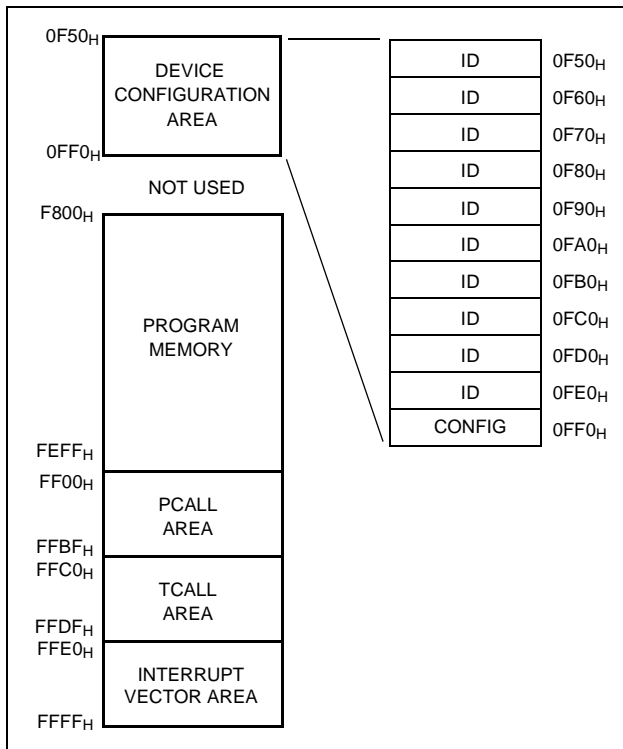 0F50H
DEVICE
CONFIGURATION
AREA
0FF0H
NOT USED
F800H
PROGRAM
MEMORY
FEFFH
FF00H
PCALL
AREA
FFBFH
FFC0H
TCALL
AREA
FFDFH
FFE0H
INTERRUPT
VECTOR AREA
FFFFH
ID 0F50H
ID 0F60H
ID 0F70H
ID 0F80H
ID 0F90H
ID 0FA0H
ID 0FB0H
ID 0FC0H
ID 0FD0H
ID 0FE0H
CONFIG 0FF0H